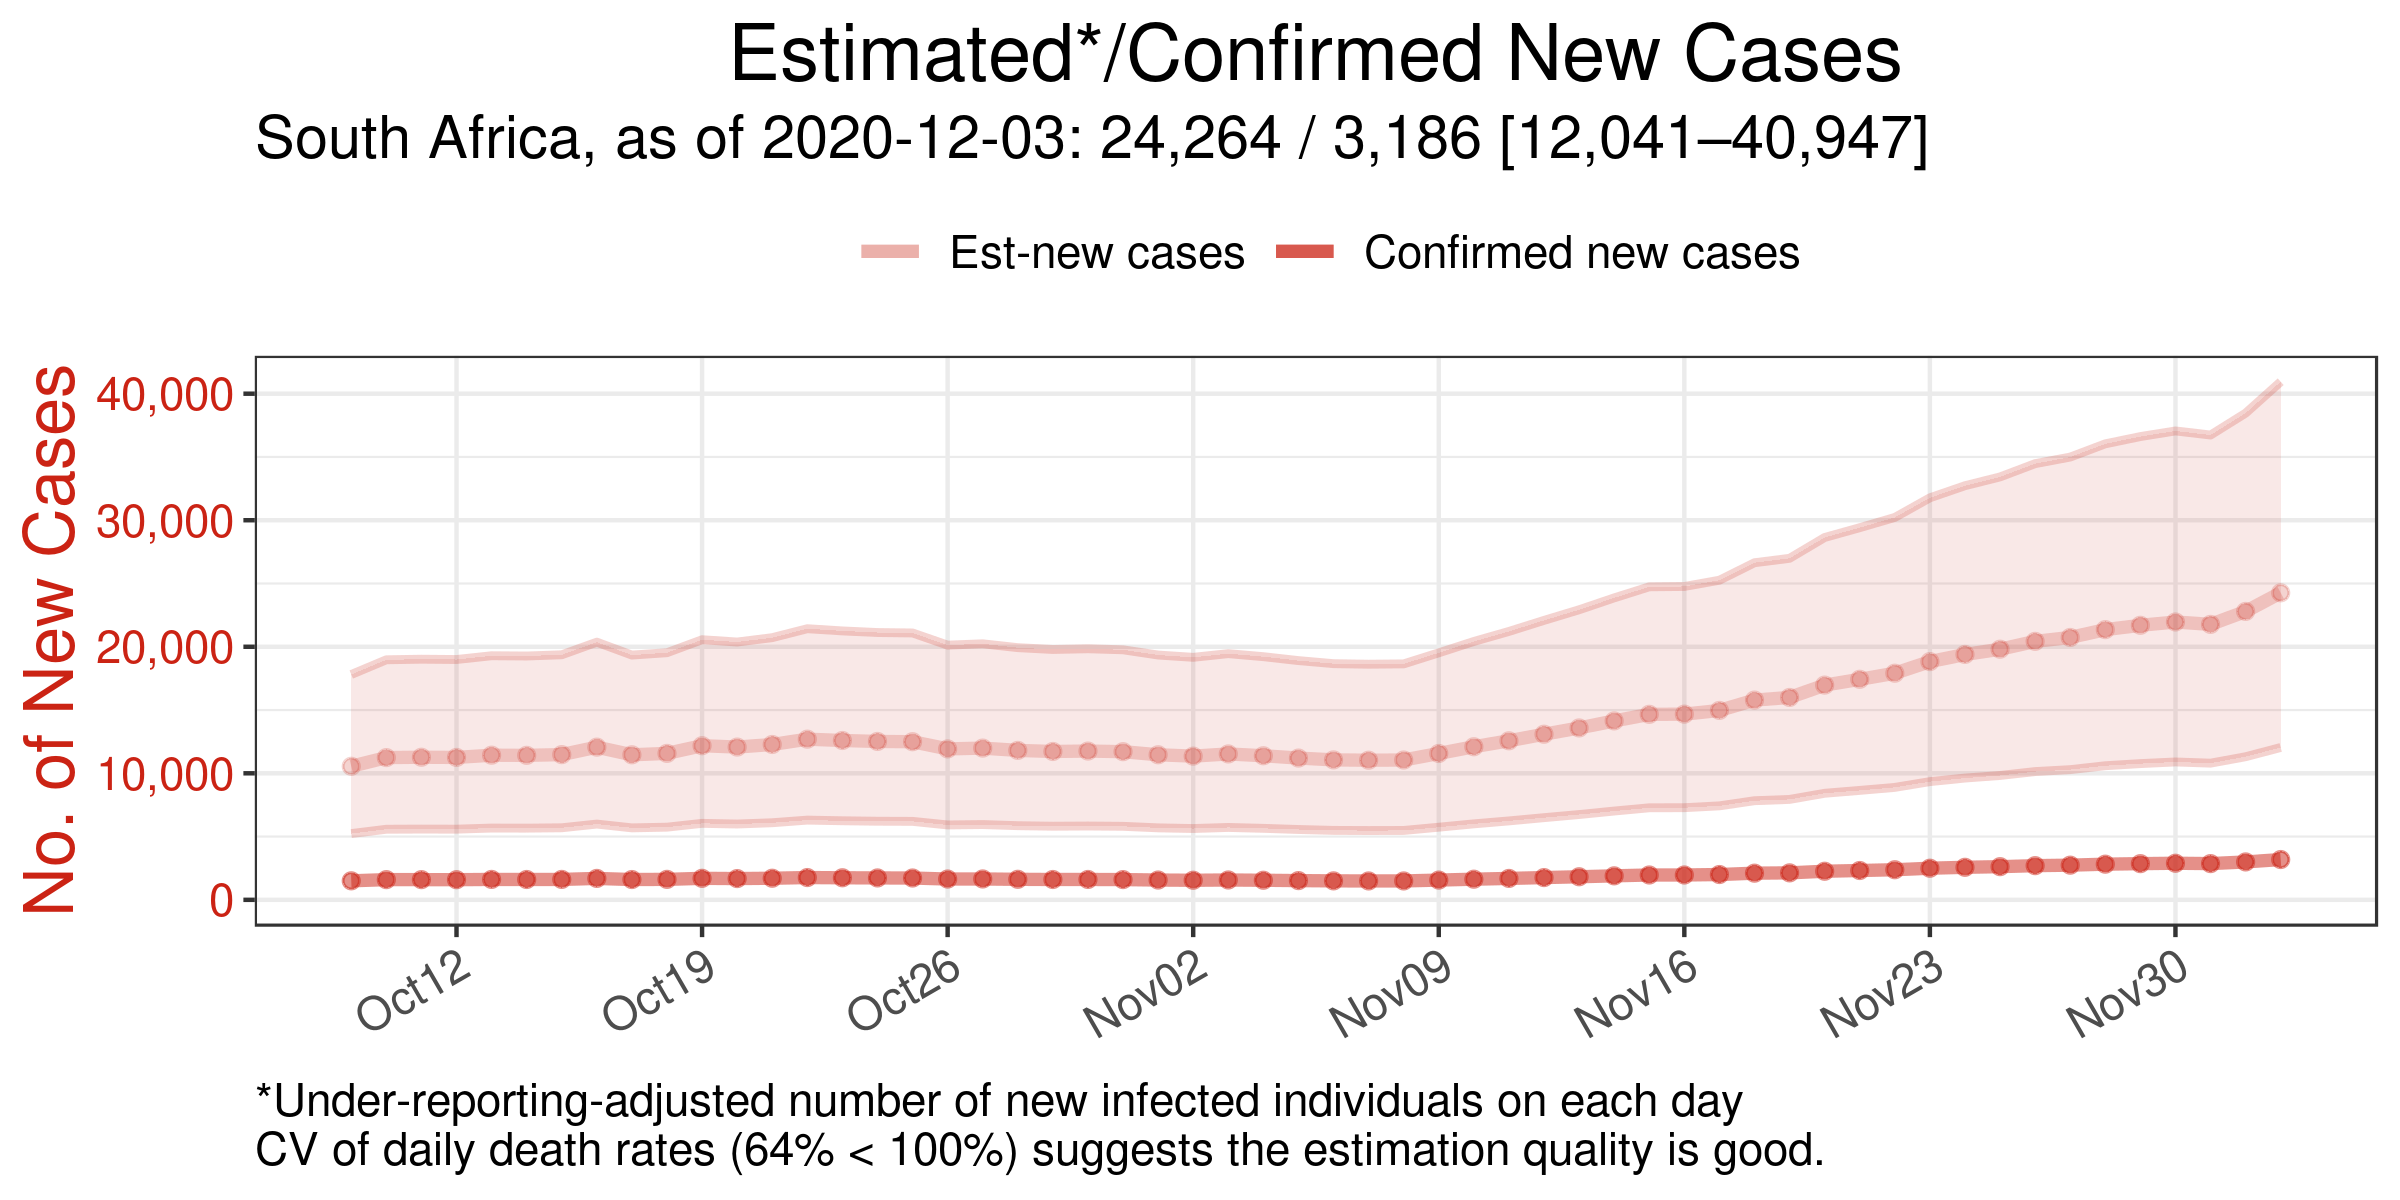 Estimated*/Confirmed New Cases
South Africa, as of 2020-12-03: 24,264 / 3,186 [12,041–40,947]
Est-new cases Confirmed new cases
No. of New Cases
40,000
30,000
20,000
10,000
0
Oct12 Oct19 Oct26 Nov02 Nov09 Nov16 Nov23 Nov30
*Under-reporting-adjusted number of new infected individuals on each day
CV of daily death rates (64% < 100%) suggests the estimation quality is good.